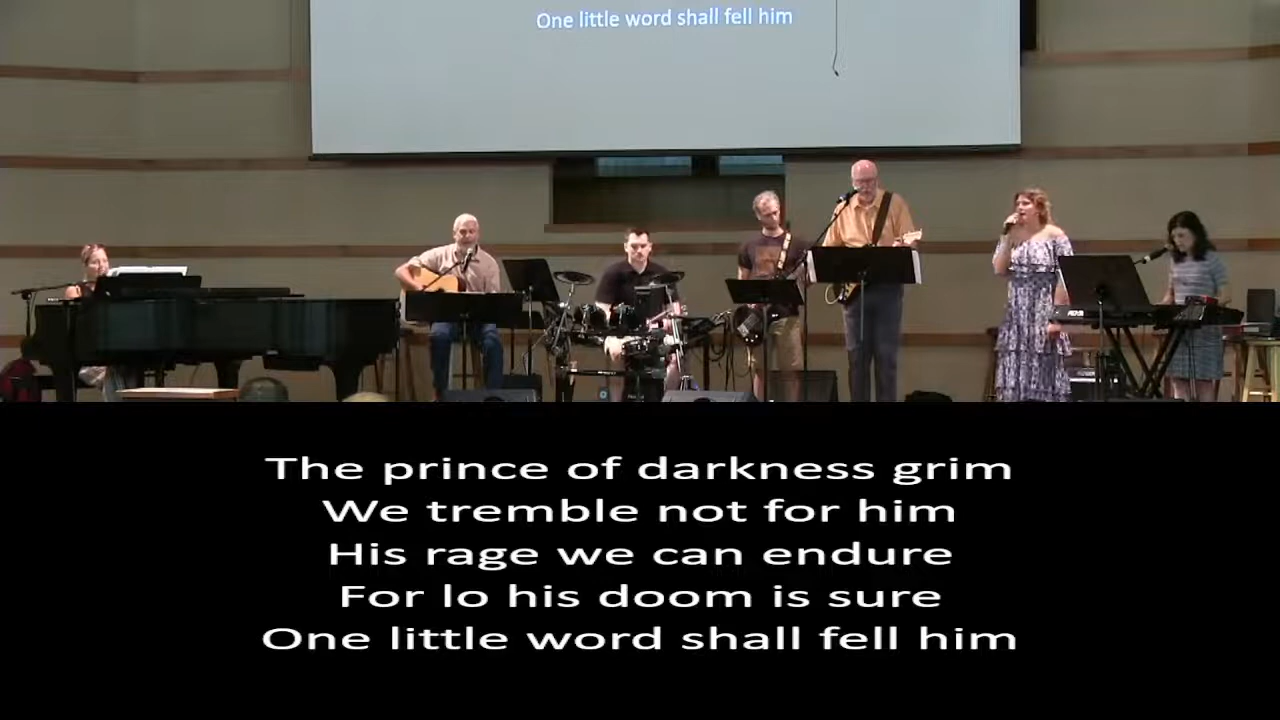 One little word shall fell him
The prince of darkness grim
We tremble not for him
His rage we can endure
For lo his doom is sure
One little word shall fell him